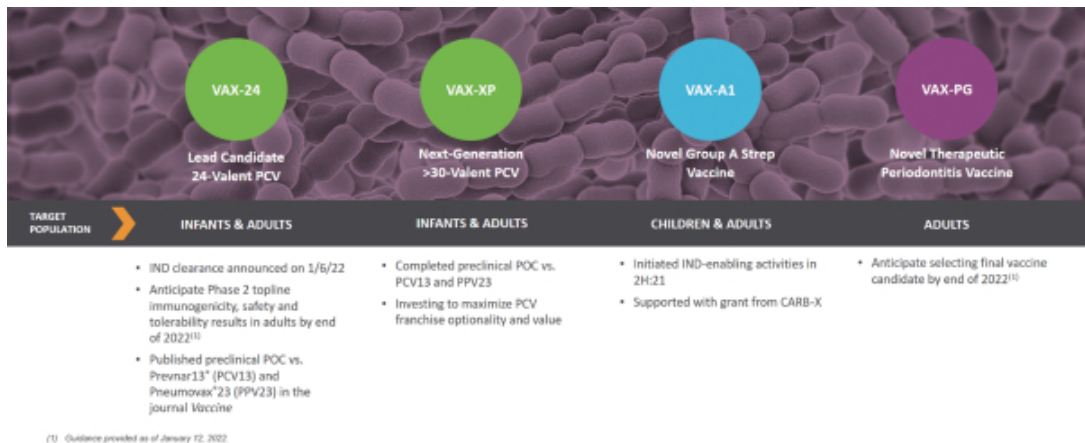 VAX-24
Lead Candidate
24-Valent PCV
VAX-XP
Next-Generation
>30-Valent PCV
VAX-A1
Novel Group A Strep
Vaccine
VAX-PG
Novel Therapeutic
Periodontitis Vaccine
TARGET
POPULATION
INFANTS & ADULTS
INFANTS & ADULTS
CHILDREN & ADULTS
ADULTS
• IND clearance announced on 1/6/22
• Anticipate Phase 2 topline
immunogenicity, safety and
tolerability results in adults by end
of 2022(1)
• Published preclinical POC vs.
Prevnar13® (PCV13) and
Pneumovax®23 (PPV23) in the
journal Vaccine
• Completed preclinical POC vs.
PCV13 and PPV23
• Investing to maximize PCV
franchise optionality and value
• Initiated IND-enabling activities in
2H:21
• Supported with grant from CARB-X
• Anticipate selecting final vaccine
candidate by end of 2022(1)
(1) Guidance provided as of January 12, 2022.